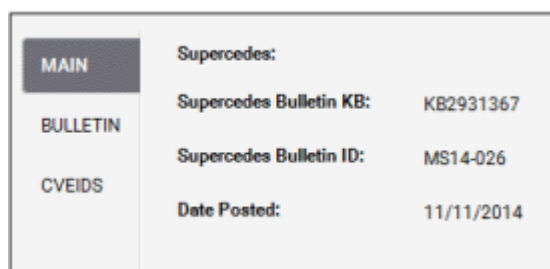 MAIN
BULLETIN
CVEIDS
Supercedes:
Supercedes Bulletin KB: KB2931367
Supercedes Bulletin ID: MS14-026
Date Posted: 11/11/2014